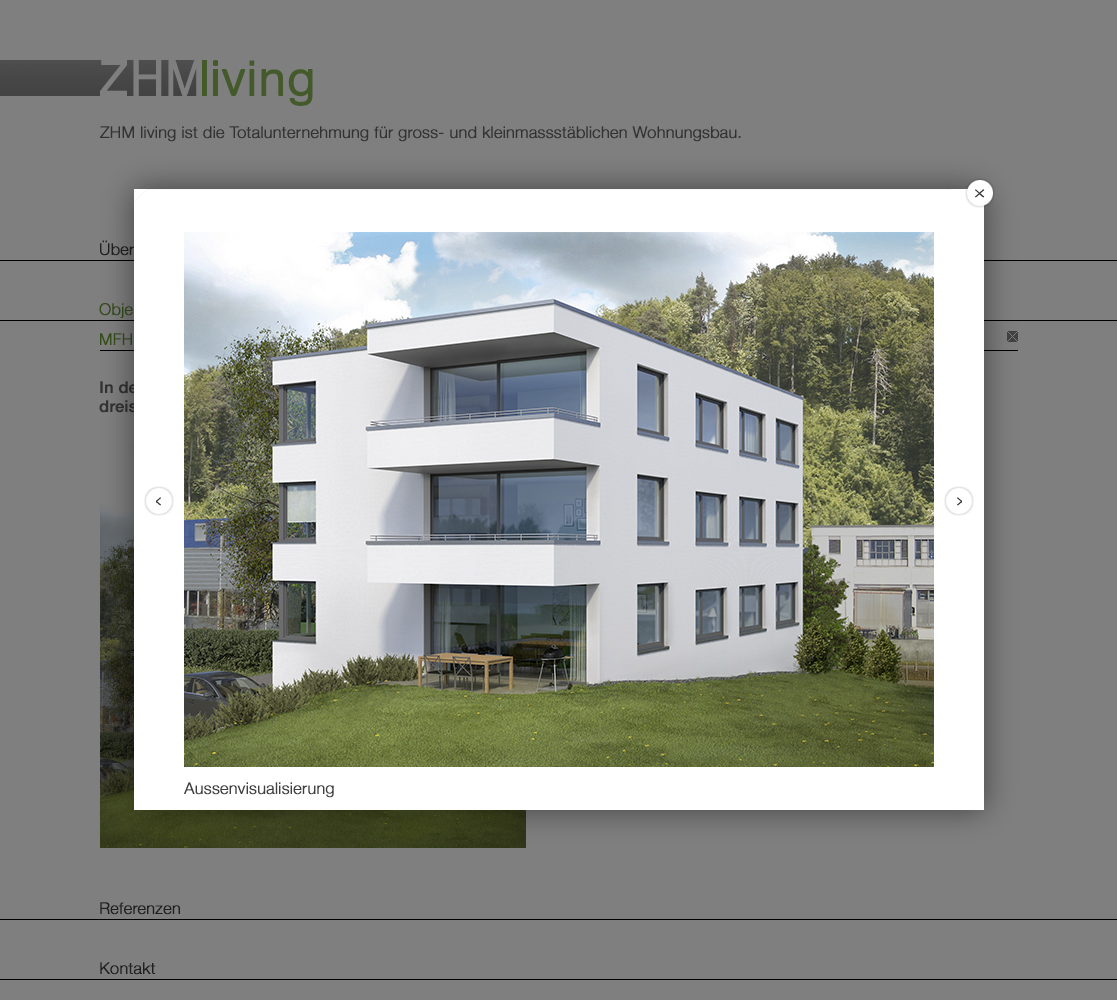 ZHMliving
ZHM living ist die Totalunternehmung für gross- und kleinmassstäblichen Wohnungsbau.
Über
Obje
MFH
In de
dreis
Aussenvisualisierung
Referenzen
Kontakt